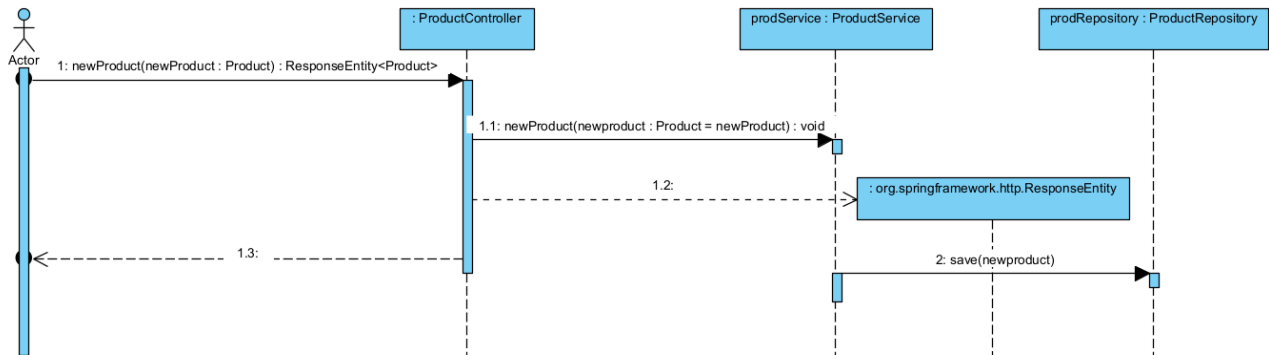 : ProductController
prodService : ProductService
prodRepository : ProductRepository
Actor
1: newProduct(newProduct : Product) : ResponseEntity<Product>
1.1: newProduct(newproduct : Product = newProduct) : void
1.2:
: org.springframework.http.ResponseEntity
1.3:
2: save(newproduct)